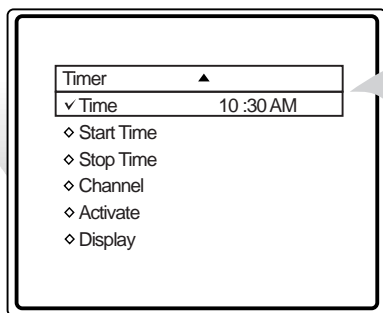 Timer ▲
✓ Time 10 :30 AM
◇ Start Time
◇ Stop Time
◇ Channel
◇ Activate
◇ Display